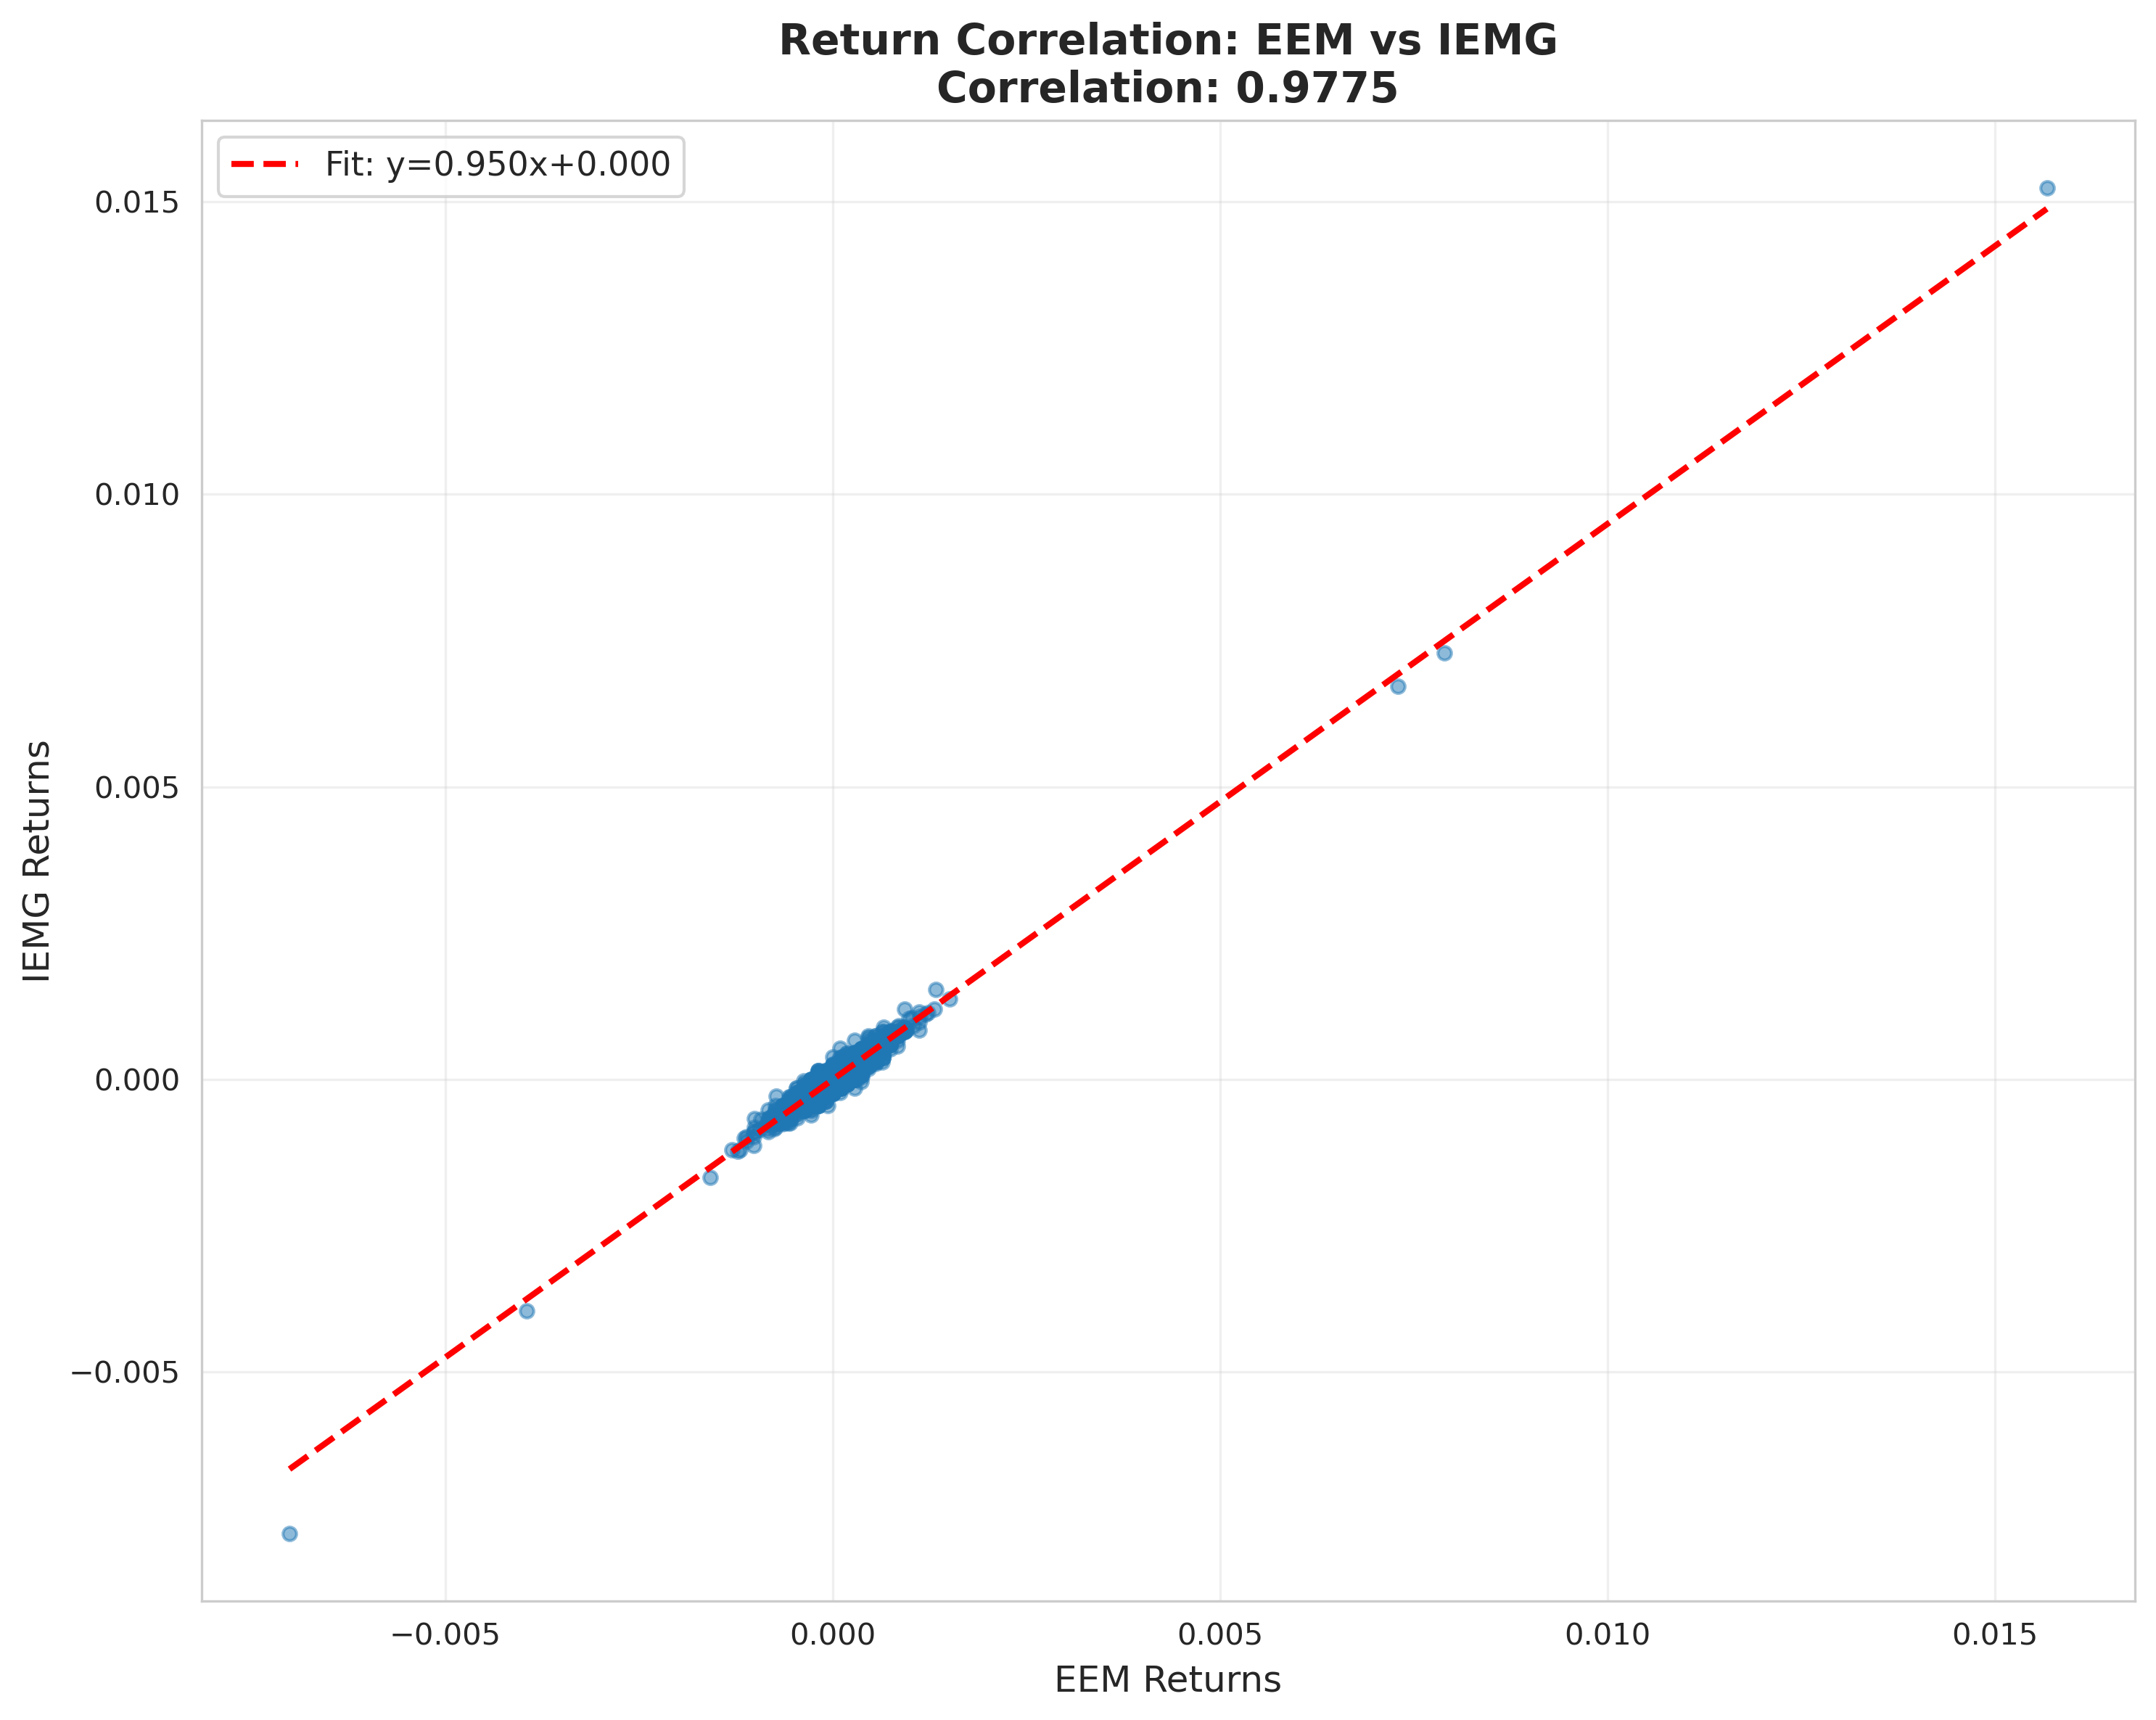 Return Correlation: EEM vs IEMG
Correlation: 0.9775
Fit: y=0.950x+0.000
0.015
0.010
0.005
0.000
−0.005
IEMG Returns
−0.005
0.000
0.005
0.010
0.015
EEM Returns